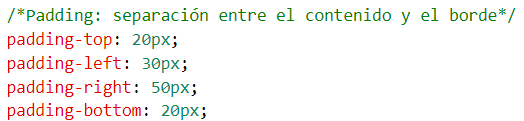 /*Padding: separación entre el contenido y el borde*/
padding-top: 20px;
padding-left: 30px;
padding-right: 50px;
padding-bottom: 20px;